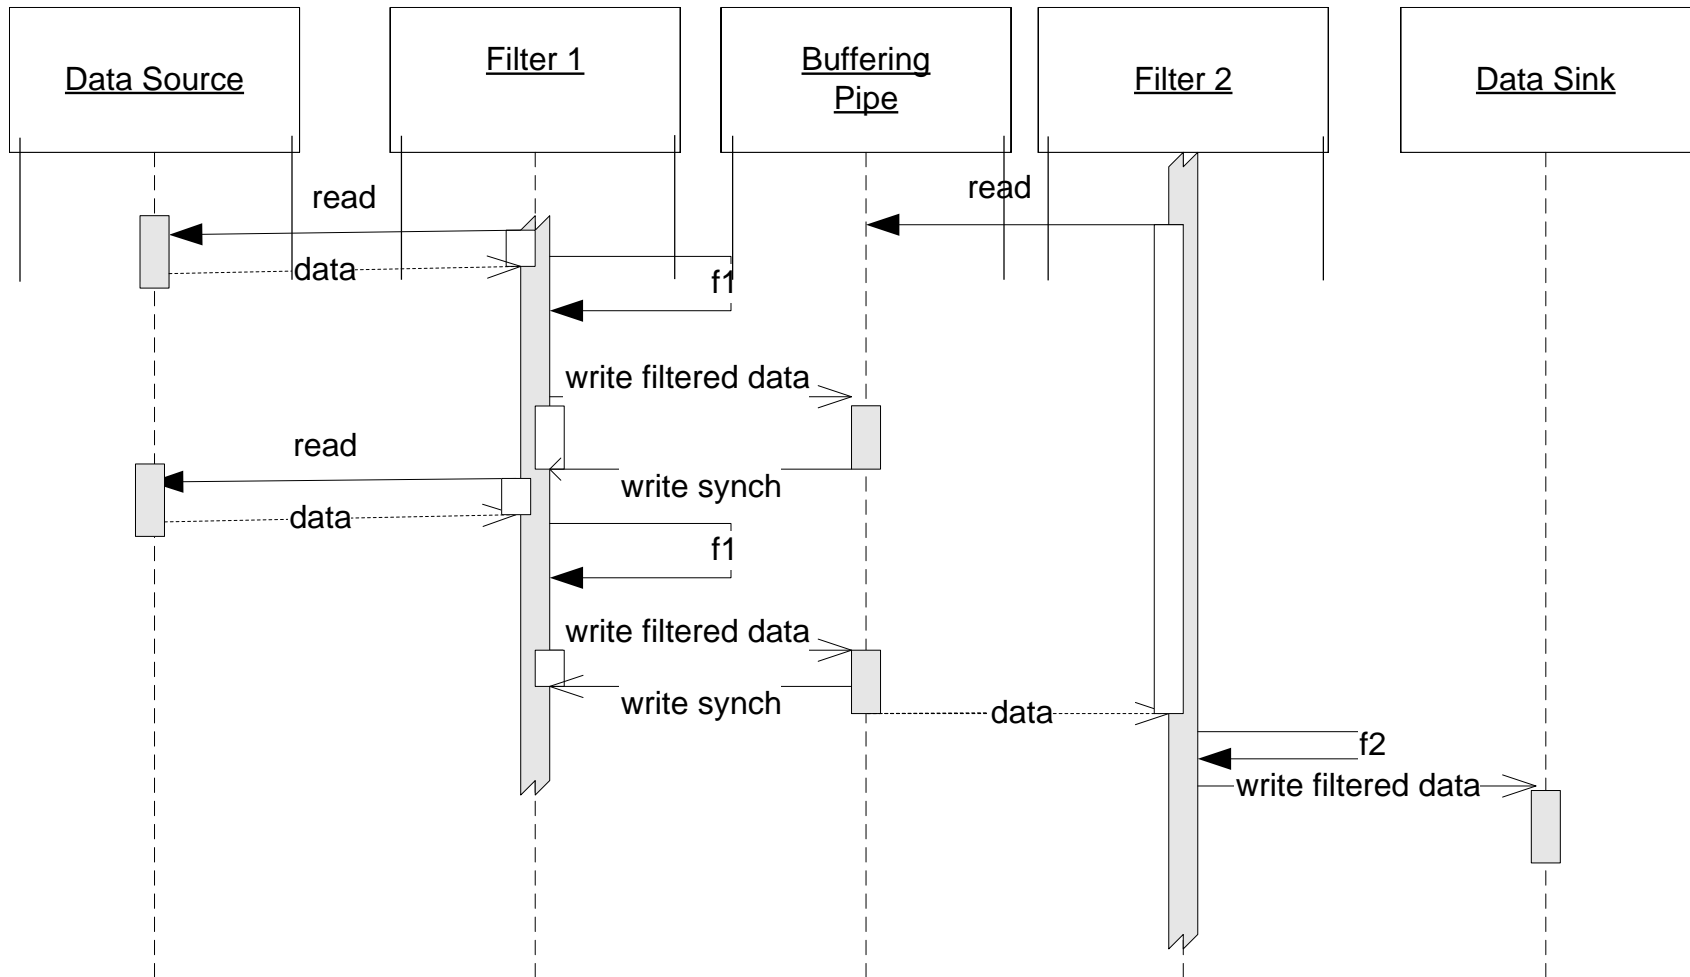 Data Source
Filter 1
Buffering
Pipe
Filter 2
Data Sink
read
read
data
f1
write filtered data
read
write synch
data
f1
write filtered data
write synch
data
f2
write filtered data